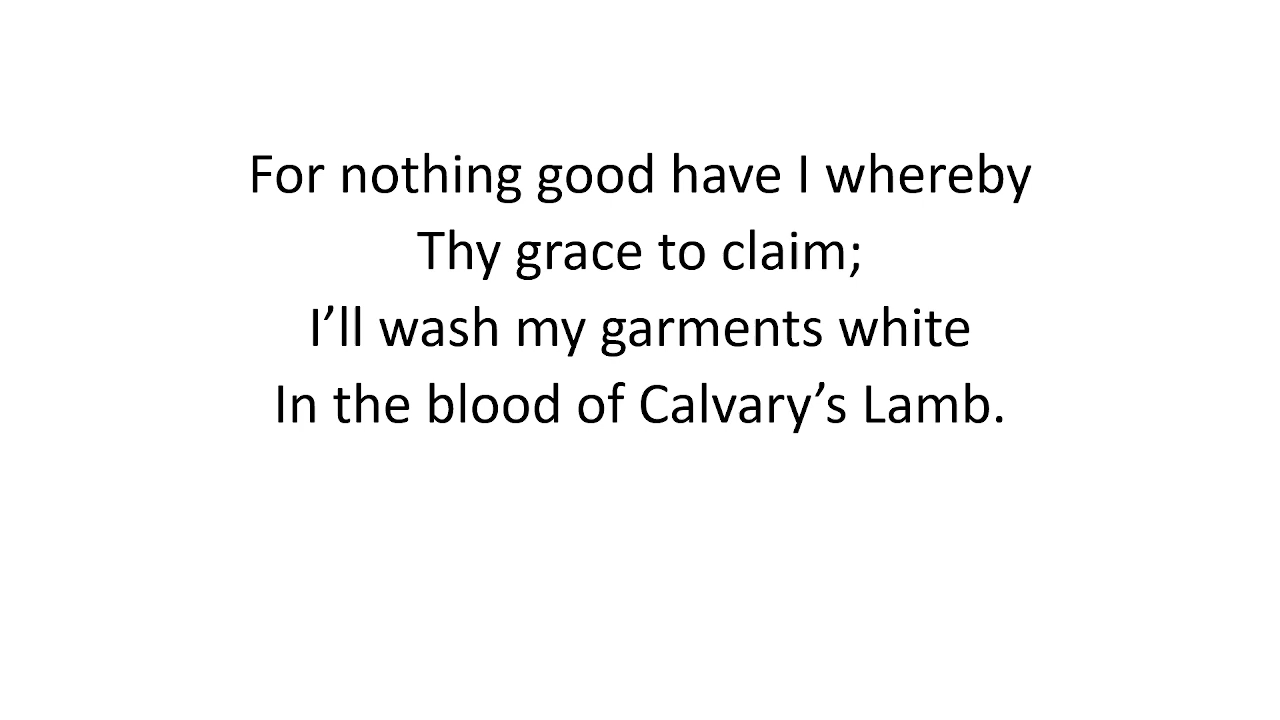 For nothing good have I whereby
Thy grace to claim;
I’ll wash my garments white
In the blood of Calvary’s Lamb.